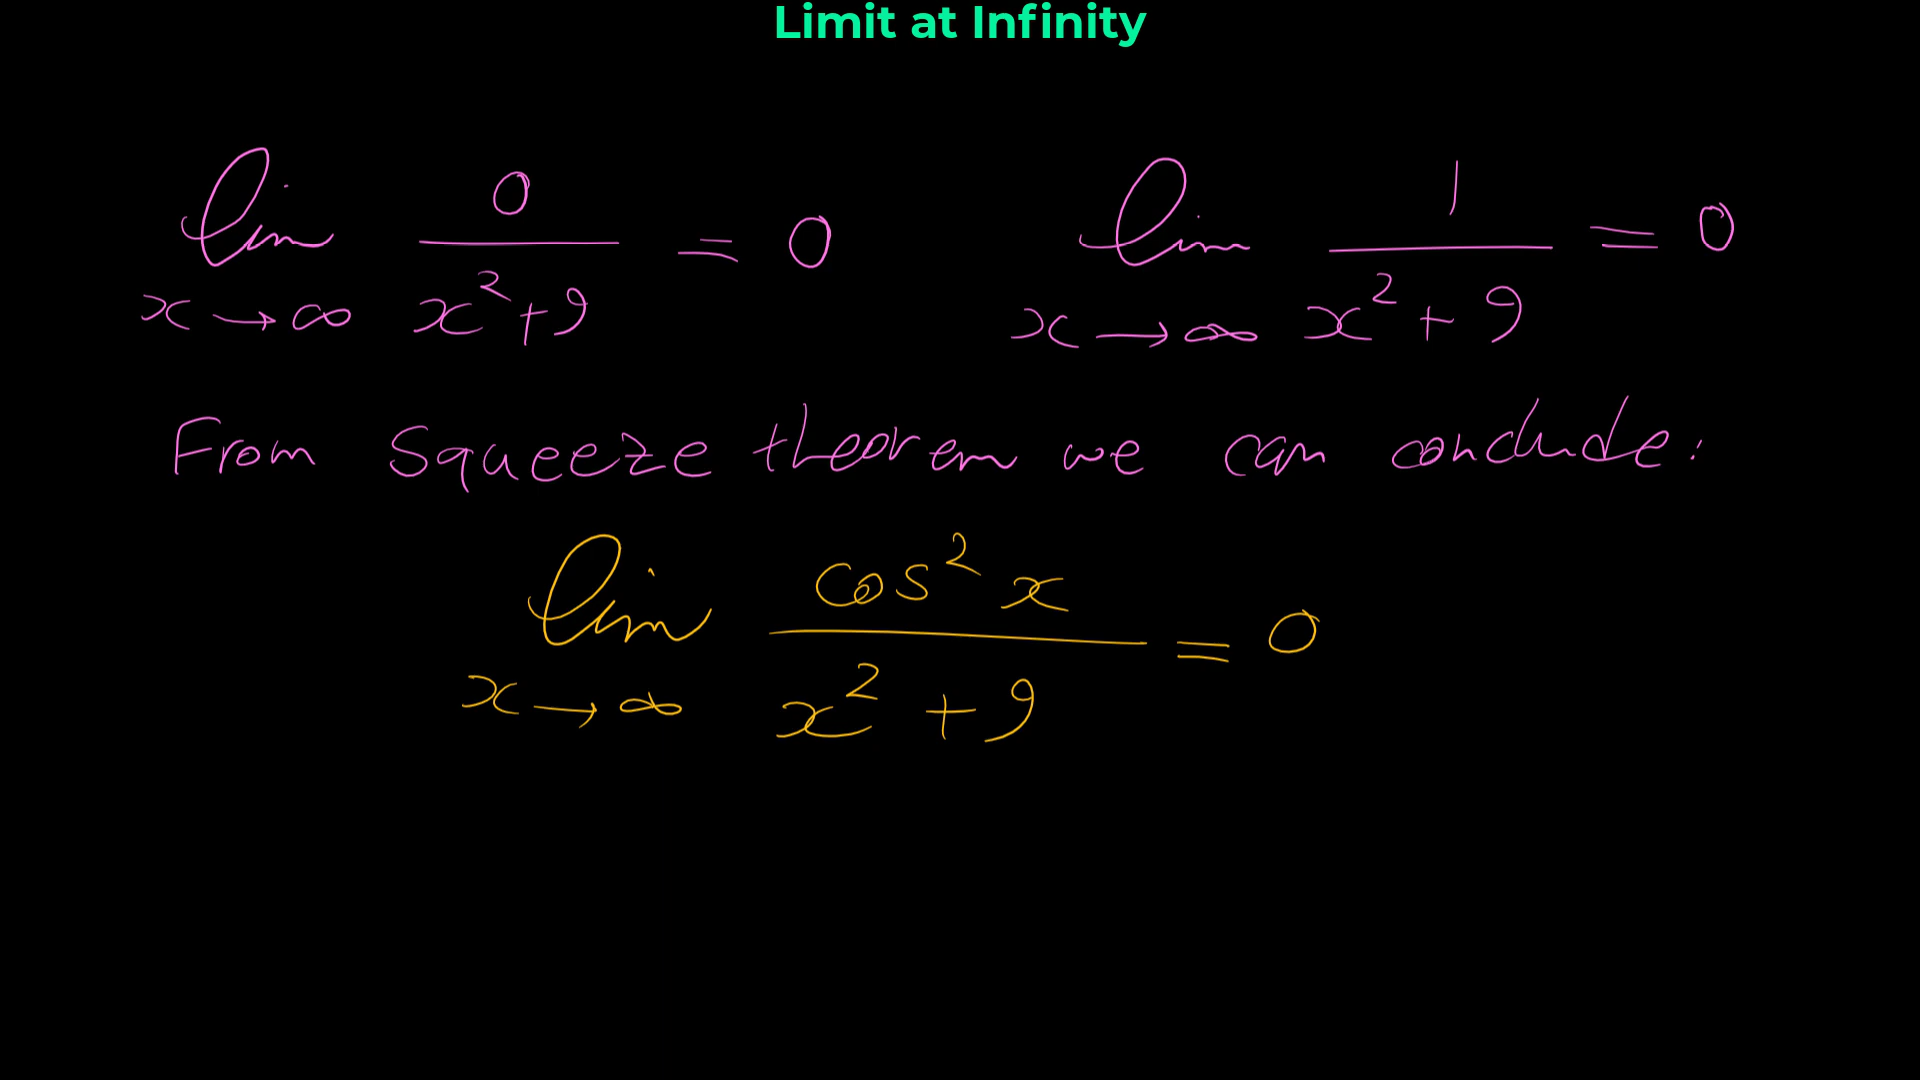 Limit at Infinity
lim x→∞ 0/(x²+9) = 0    lim x→∞ 1/(x²+9) = 0
From Squeeze theorem we can conclude:
lim x→∞ cos² x/(x²+9) = 0